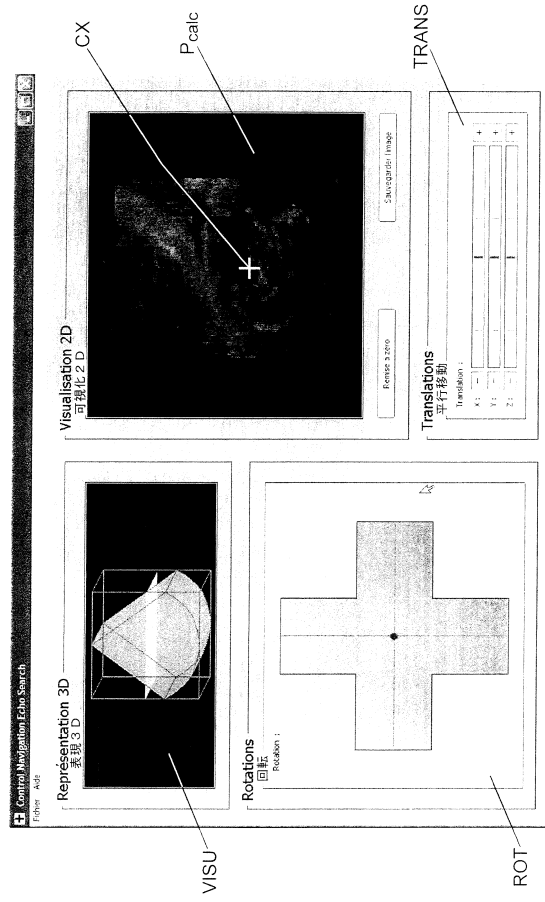 Control Navigation Echo Search
Fichier Aide
Représentation 3D
表現3D
VISU
Visualisation 2D
可視化2D
CX
Pcalc
Remise a zero
Sauvegarder l'image
Rotations
回転
Rotation :
ROT
Translations
平行移動
Translation :
X : - +
Y : - +
Z : - +
TRANS